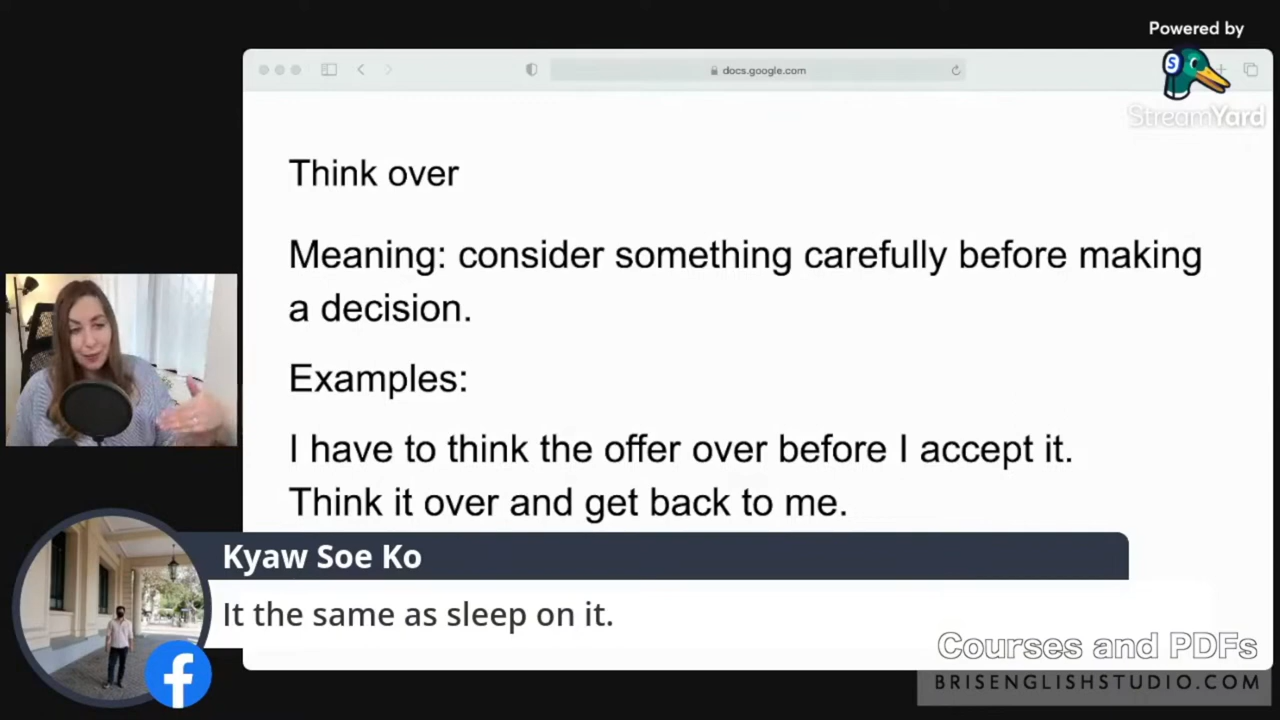 Powered by
StreamYard
docs.google.com
Think over
Meaning: consider something carefully before making
a decision.
Examples:
I have to think the offer over before I accept it.
Think it over and get back to me.
Kyaw Soe Ko
It the same as sleep on it.
Courses and PDFs
BRISENGLISHSTUDIO.COM